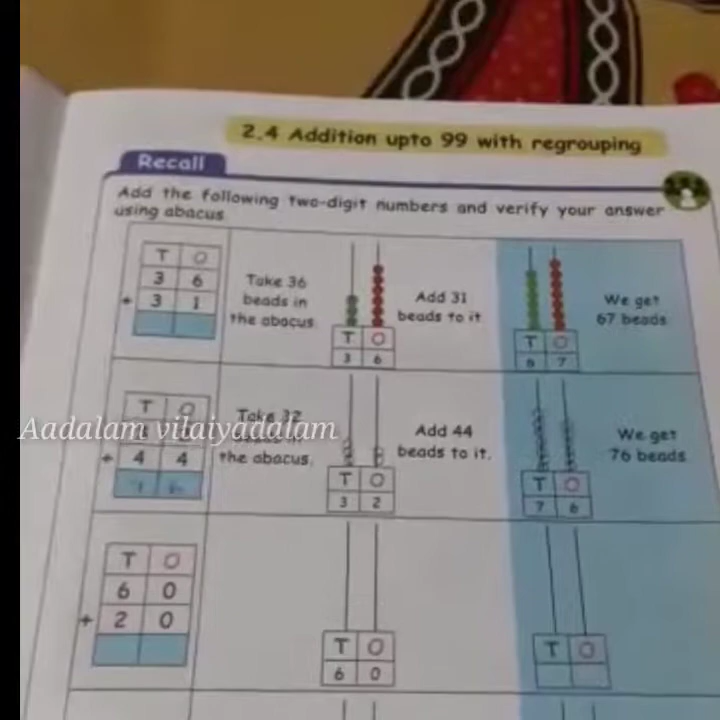 2.4 Addition upto 99 with regrouping
Recall
Add the following two-digit numbers and verify your answer
using abacus
T O
3 6
+ 3 1
Take 36
beads in
the abacus
T O
3 6
Add 31
beads to it
T O
6 7
We get
67 beads
T O
+ 4 4
7 6
Take 32
the abacus.
T O
3 2
Add 44
beads to it.
T O
7 6
We get
76 beads
Aadalam vilaiyadalam
T O
6 0
+ 2 0
T O
6 0
T O